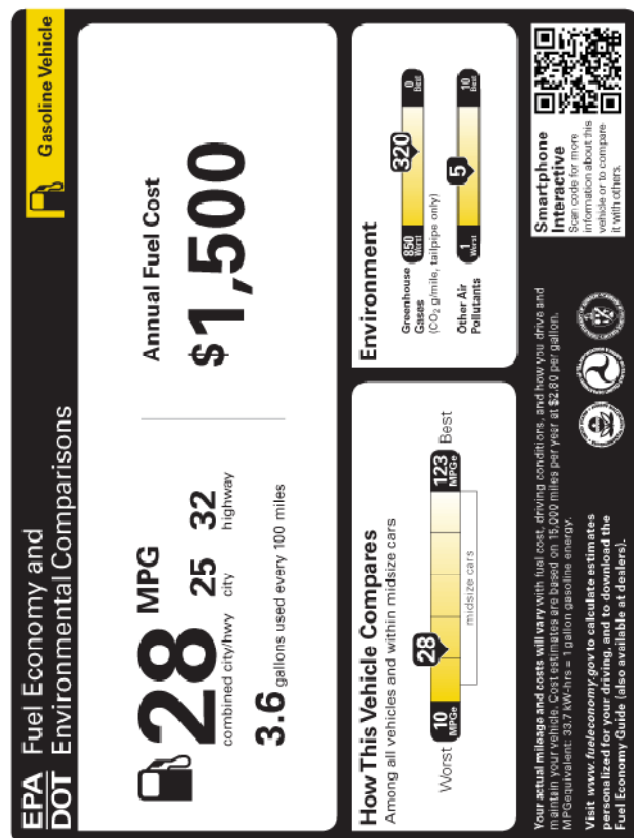 EPA Fuel Economy and
DOT Environmental Comparisons
Gasoline Vehicle
28 MPG
combined city/hwy
25 city
32 highway
3.6 gallons used every 100 miles
Annual Fuel Cost
$1,500
How This Vehicle Compares
Among all vehicles and within midsize cars
28
Worst 10 MPGe 123 MPGe Best
midsize cars
Environment
Greenhouse Gases
(CO₂ g/mile, tailpipe only)
850 Worst 320 0 Best
Other Air Pollutants
1 Worst 5 10 Best
Your actual mileage and costs will vary with fuel cost, driving conditions, and how you drive and
maintain your vehicle. Cost estimates are based on 15,000 miles per year at $2.80 per gallon.
MPGequivalent: 33.7 kW-hrs = 1 gallon gasoline energy.
Visit www.fueleconomy.gov to calculate estimates
personalized for your driving, and to download the
Fuel Economy Guide (also available at dealers).
Smartphone
Interactive
Scan code for more
information about this
vehicle or to compare
it with others.